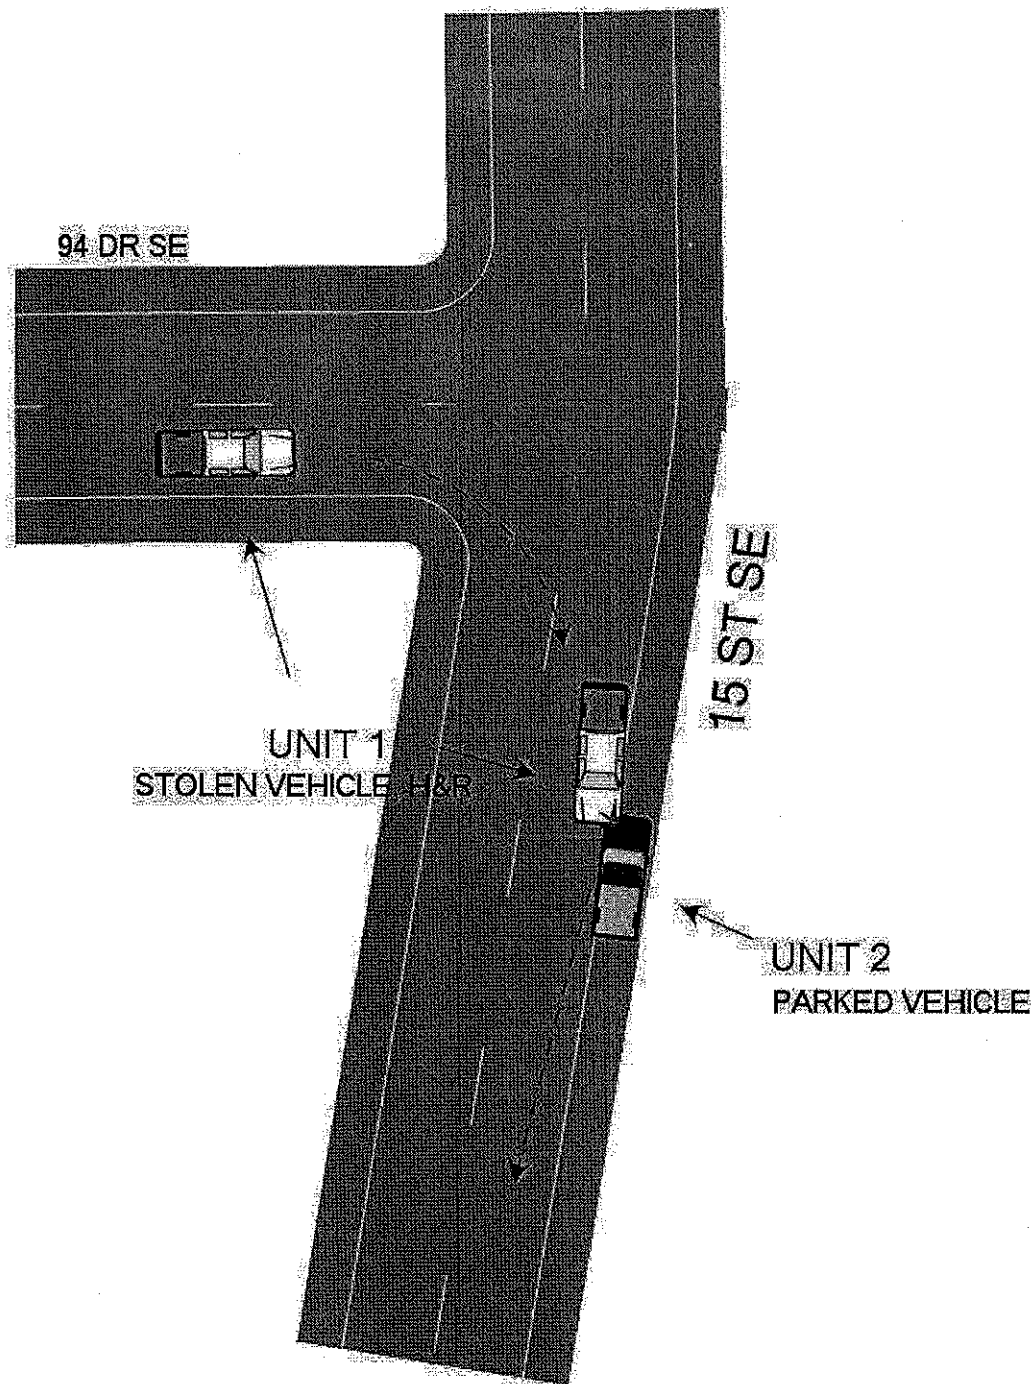 94 DR SE
15 ST SE
UNIT 1
STOLEN VEHICLE H&R
UNIT 2
PARKED VEHICLE